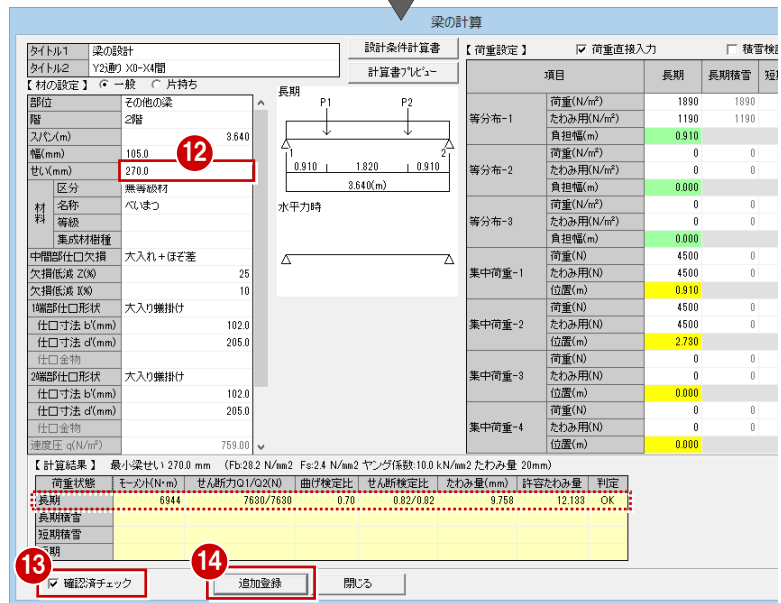 梁の計算
タイトル1 梁の設計
タイトル2 Y2通り X0-X4間
設計条件計算書
計算書プレビュー
【 材の設定 】 一般 片持ち
部位 その他の梁
階 2階
スパン(m) 3.640
幅(mm) 105.0
12
せい(mm) 270.0
材料
区分 無等級材
名称 べいまつ
等級
集成材樹種
中間部仕口欠損 大入れ+ほぞ差
欠損低減 Z(%) 25
欠損低減 I(%) 10
1端部仕口形状 大入り蟻掛け
仕口寸法 b'(mm) 102.0
仕口寸法 d'(mm) 205.0
仕口金物
2端部仕口形状 大入り蟻掛け
仕口寸法 b'(mm) 102.0
仕口寸法 d'(mm) 205.0
仕口金物
速度圧 q(N/m²) 759.00
長期
P1 P2
1 2
0.910 1.820 0.910
3.640(m)
水平力時
【 荷重設定 】 荷重直接入力 積雪検
項目 長期 長期積雪 短
等分布-1 荷重(N/m²) 1890 1890
たわみ用(N/m²) 1190 1190
負担幅(m) 0.910
等分布-2 荷重(N/m²) 0 0
たわみ用(N/m²) 0 0
負担幅(m) 0.000
等分布-3 荷重(N/m²) 0 0
たわみ用(N/m²) 0 0
負担幅(m) 0.000
集中荷重-1 荷重(N) 4500 0
たわみ用(N) 4500 0
位置(m) 0.910
集中荷重-2 荷重(N) 4500 0
たわみ用(N) 4500 0
位置(m) 2.730
集中荷重-3 荷重(N) 0 0
たわみ用(N) 0 0
位置(m) 0.000
集中荷重-4 荷重(N) 0 0
たわみ用(N) 0 0
位置(m) 0.000
【 計算結果 】 最小梁せい 270.0 mm (Fb:28.2 N/mm2 Fs:2.4 N/mm2 ヤング係数:10.0 kN/mm2 たわみ量 20mm)
荷重状態 モーメント(N・m) せん断力Q1/Q2(N) 曲げ検定比 せん断検定比 たわみ量(mm) 許容たわみ量 判定
長期 6944 7630/7630 0.70 0.82/0.82 9.758 12.133 OK
長期積雪
短期積雪
短期
13
14
確認済チェック 追加登録 閉じる